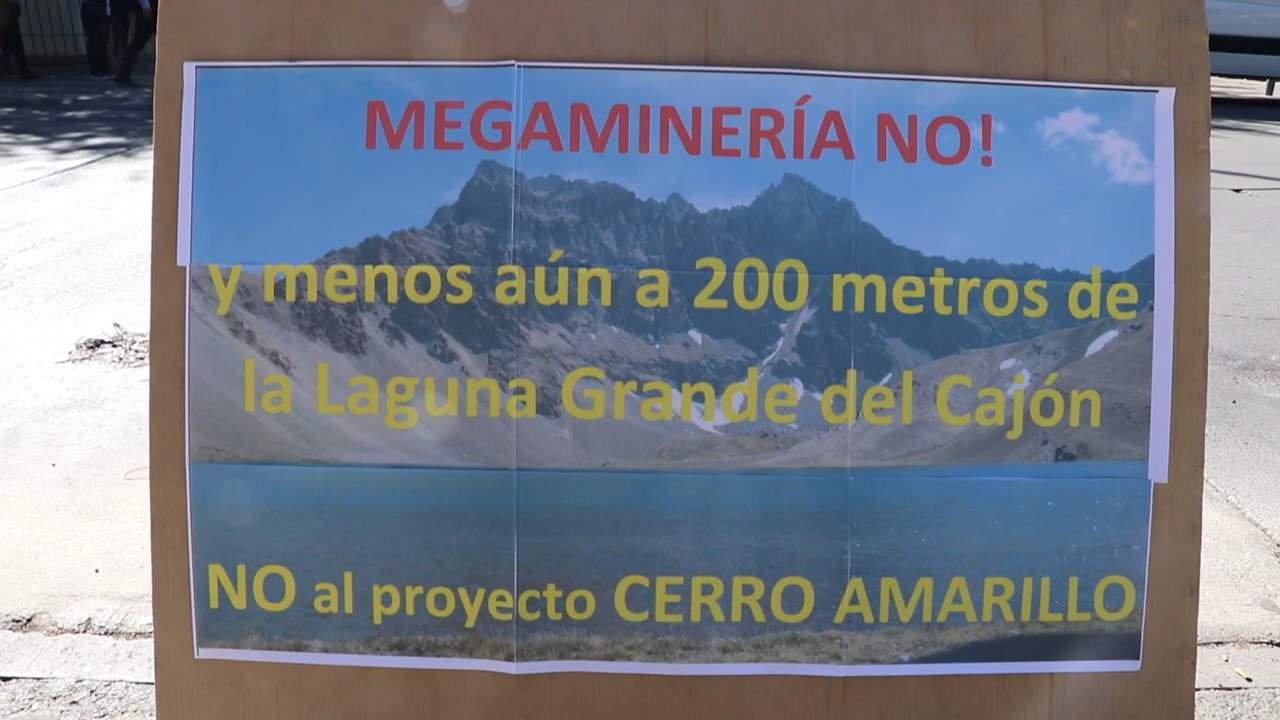 MEGAMINERÍA NO!
y menos aún a 200 metros de
la Laguna Grande del Cajón
NO al proyecto CERRO AMARILLO